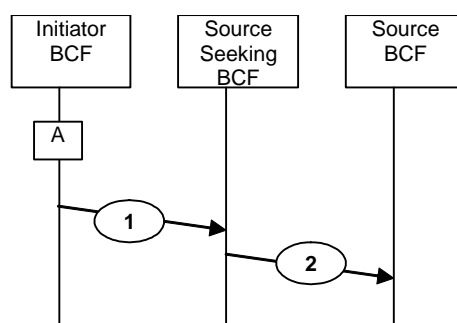 Initiator
BCF
Source
Seeking
BCF
Source
BCF
A
1
2